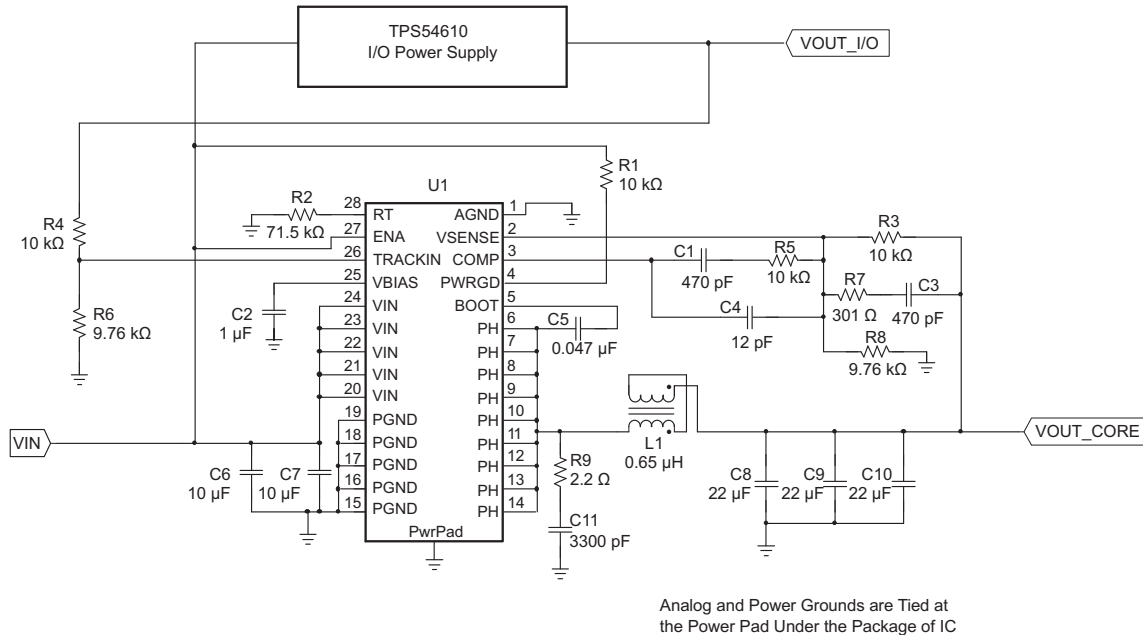 TPS54610
I/O Power Supply
VOUT_I/O
R1
10 kΩ
U1
R4
10 kΩ
R2
71.5 kΩ
R6
9.76 kΩ
C2
1 µF
28 RT
27 ENA
26 TRACKIN
25 VBIAS
24 VIN
23 VIN
22 VIN
21 VIN
20 VIN
19 PGND
18 PGND
17 PGND
16 PGND
15 PGND
AGND 1
VSENSE 2
COMP 3
PWRGD 4
BOOT 5
PH 6
PH 7
PH 8
PH 9
PH 10
PH 11
PH 12
PH 13
PH 14
PwrPad
C1
470 pF
R5
10 kΩ
R3
10 kΩ
R7
301 Ω
C3
470 pF
C4
12 pF
R8
9.76 kΩ
C5
0.047 µF
L1
0.65 µH
VIN
VOUT_CORE
C6
10 µF
C7
10 µF
R9
2.2 Ω
C11
3300 pF
C8
22 µF
C9
22 µF
C10
22 µF
Analog and Power Grounds are Tied at
the Power Pad Under the Package of IC